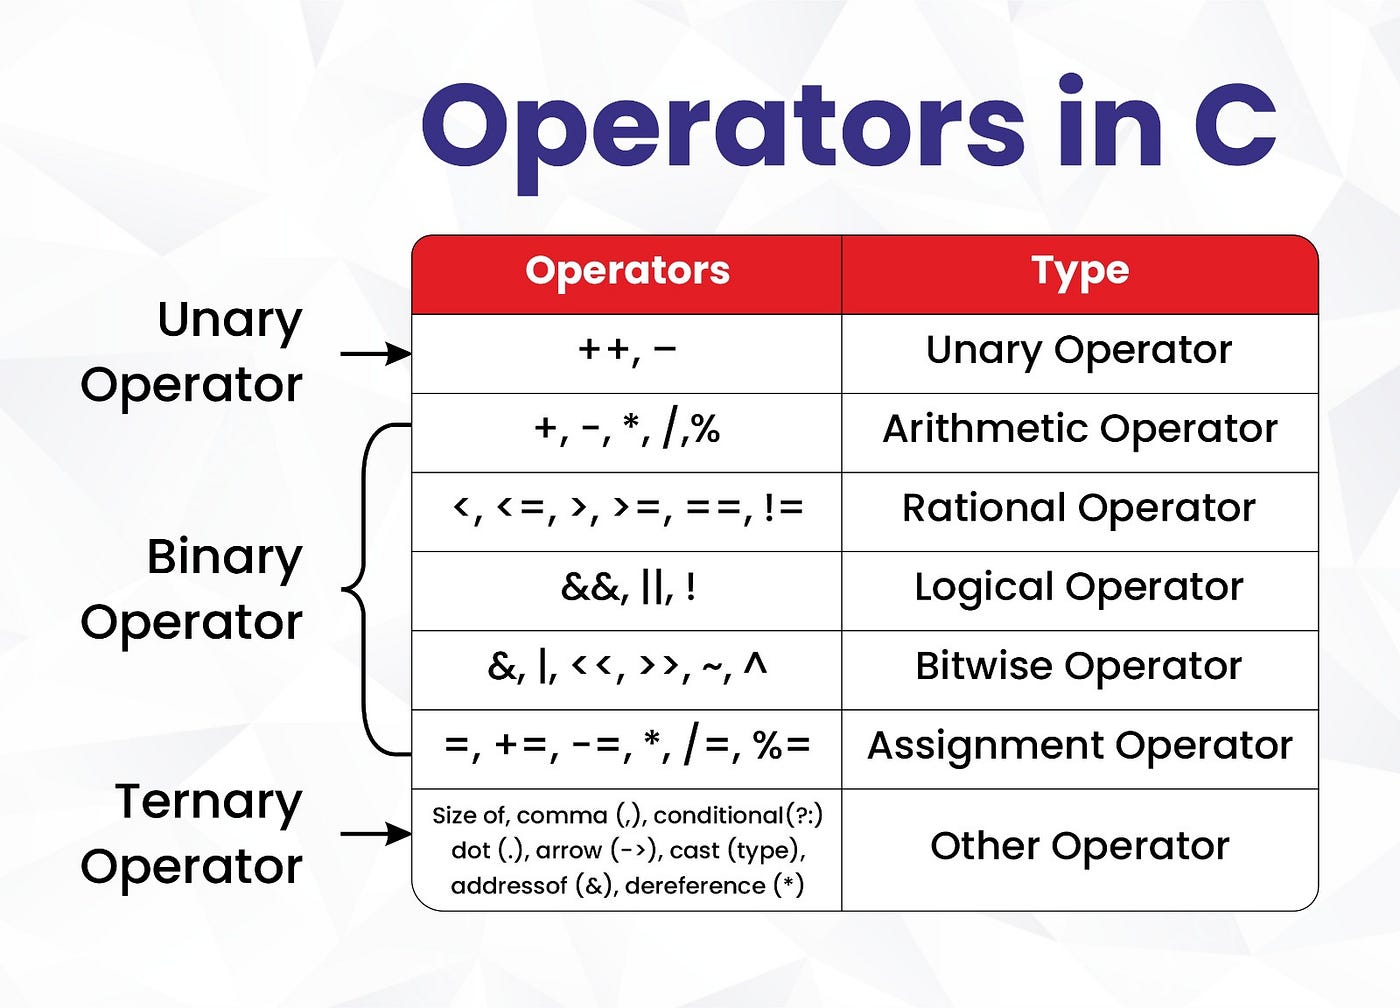 Operators in C
Operators Type
Unary
Operator
++, – Unary Operator
+, -, *, /,% Arithmetic Operator
<, <=, >, >=, ==, != Rational Operator
Binary
Operator
&&, ||, ! Logical Operator
&, |, <<, >>, ~, ^ Bitwise Operator
=, +=, -=, *, /=, %= Assignment Operator
Ternary
Operator
Size of, comma (,), conditional(?:)
dot (.), arrow (->), cast (type),
addressof (&), dereference (*)
Other Operator